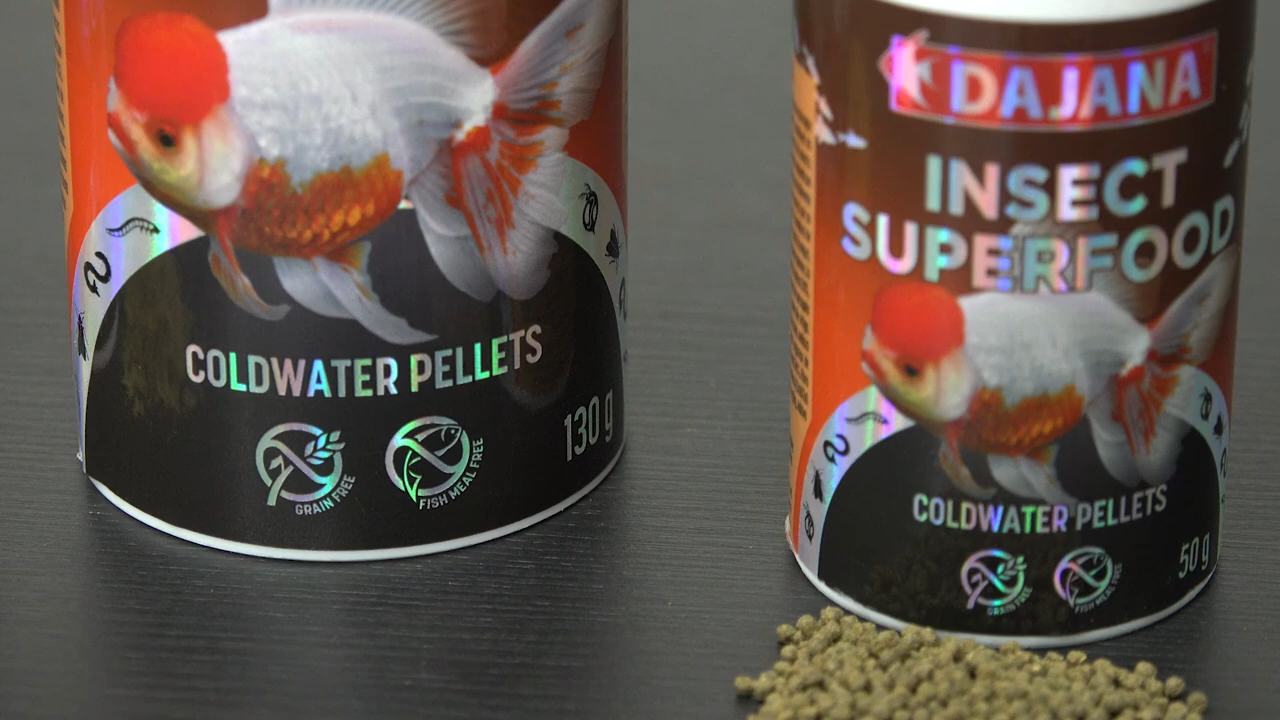 COLDWATER PELLETS
130 g
GRAIN FREE
FISH MEAL FREE
DAJANA
INSECT
SUPERFOOD
COLDWATER PELLETS
50 g
GRAIN FREE
FISH MEAL FREE